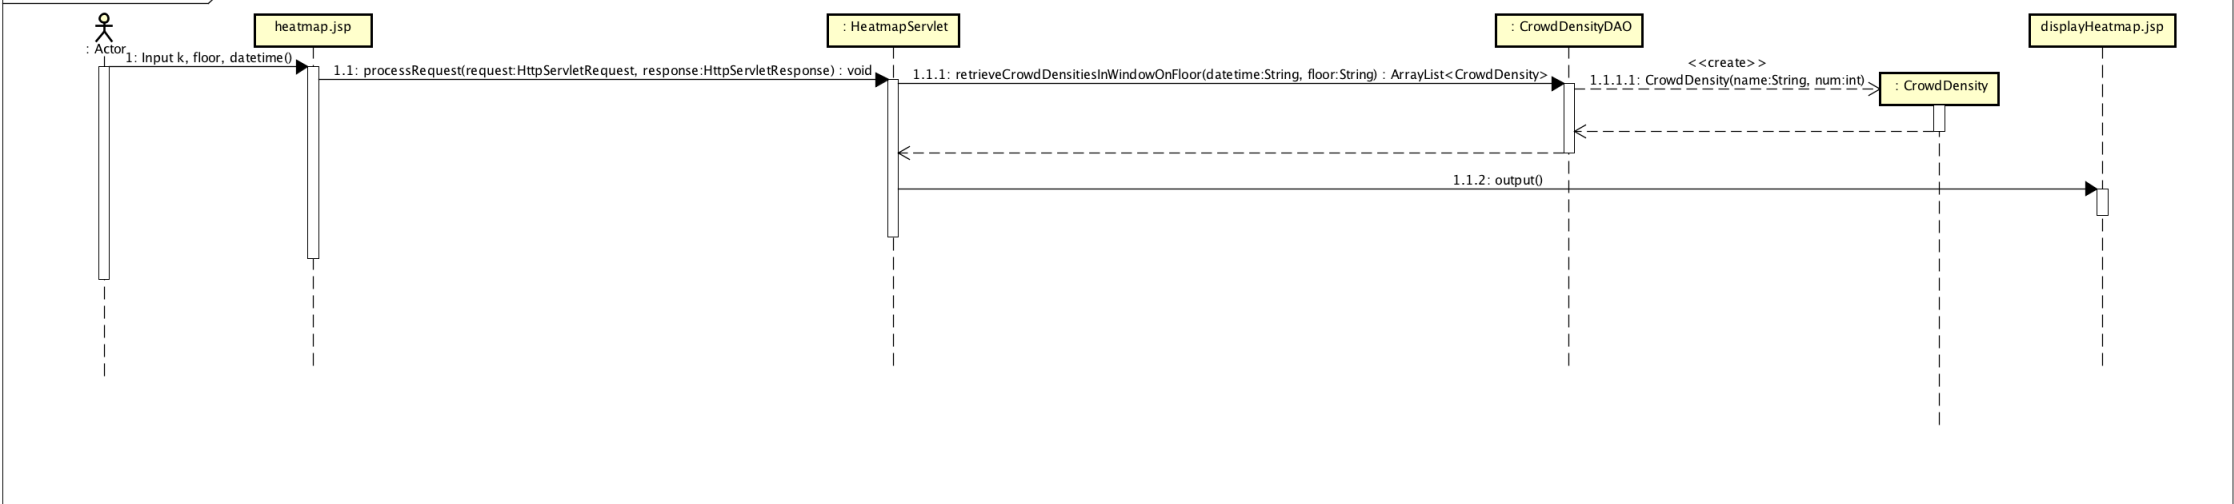 heatmap.jsp
: HeatmapServlet
: CrowdDensityDAO
displayHeatmap.jsp
: Actor
1: Input k, floor, datetime()
1.1: processRequest(request:HttpServletRequest, response:HttpServletResponse) : void
1.1.1: retrieveCrowdDensitiesInWindowOnFloor(datetime:String, floor:String) : ArrayList<CrowdDensity>
<<create>>
1.1.1.1: CrowdDensity(name:String, num:int)
: CrowdDensity
1.1.2: output()